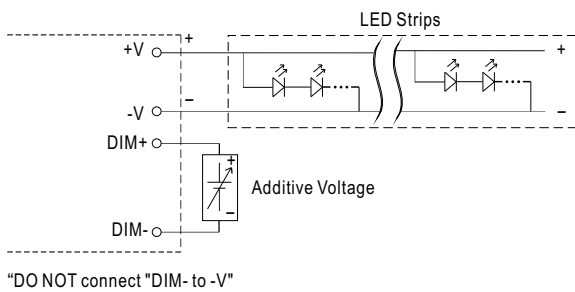 LED Strips
+V
+
+
-V
–
–
DIM+
+
Additive Voltage
–
DIM-
“DO NOT connect "DIM- to -V"